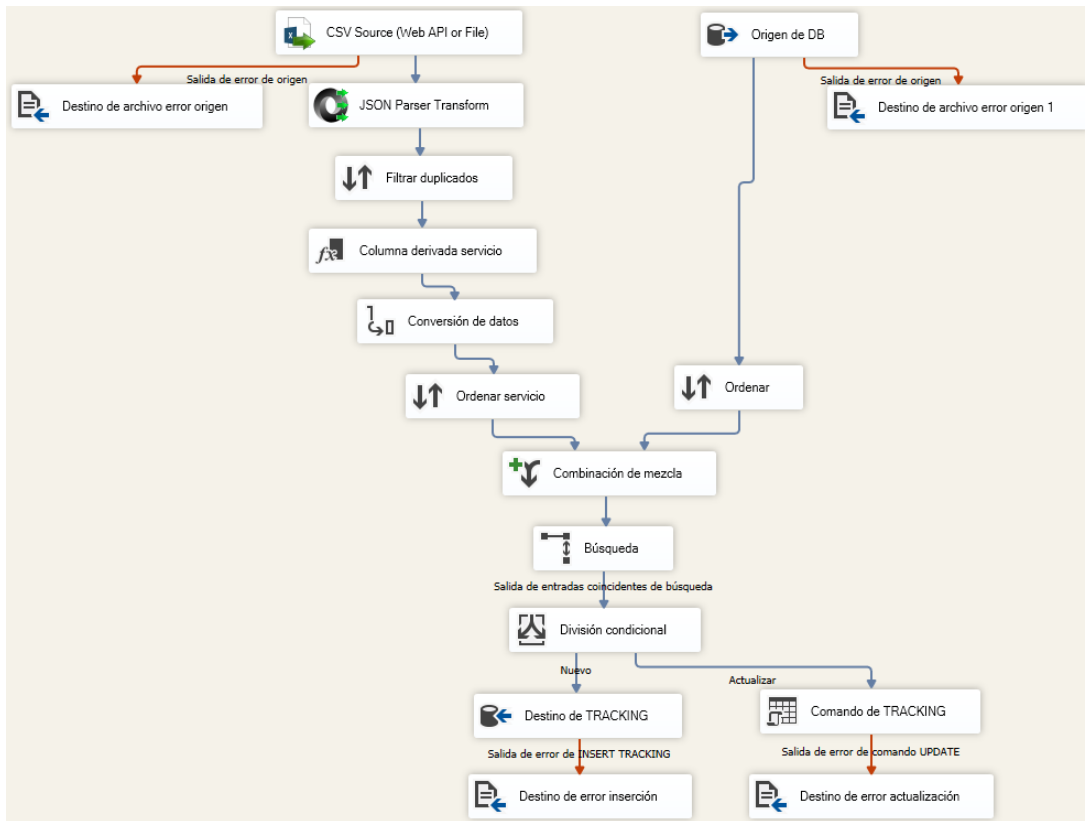 CSV Source (Web API or File)
Origen de DB
Salida de error de origen
Salida de error de origen
Destino de archivo error origen
JSON Parser Transform
Destino de archivo error origen 1
Filtrar duplicados
Columna derivada servicio
Conversión de datos
Ordenar servicio
Ordenar
Combinación de mezcla
Búsqueda
Salida de entradas coincidentes de búsqueda
División condicional
Nuevo
Actualizar
Destino de TRACKING
Comando de TRACKING
Salida de error de INSERT TRACKING
Salida de error de comando UPDATE
Destino de error inserción
Destino de error actualización